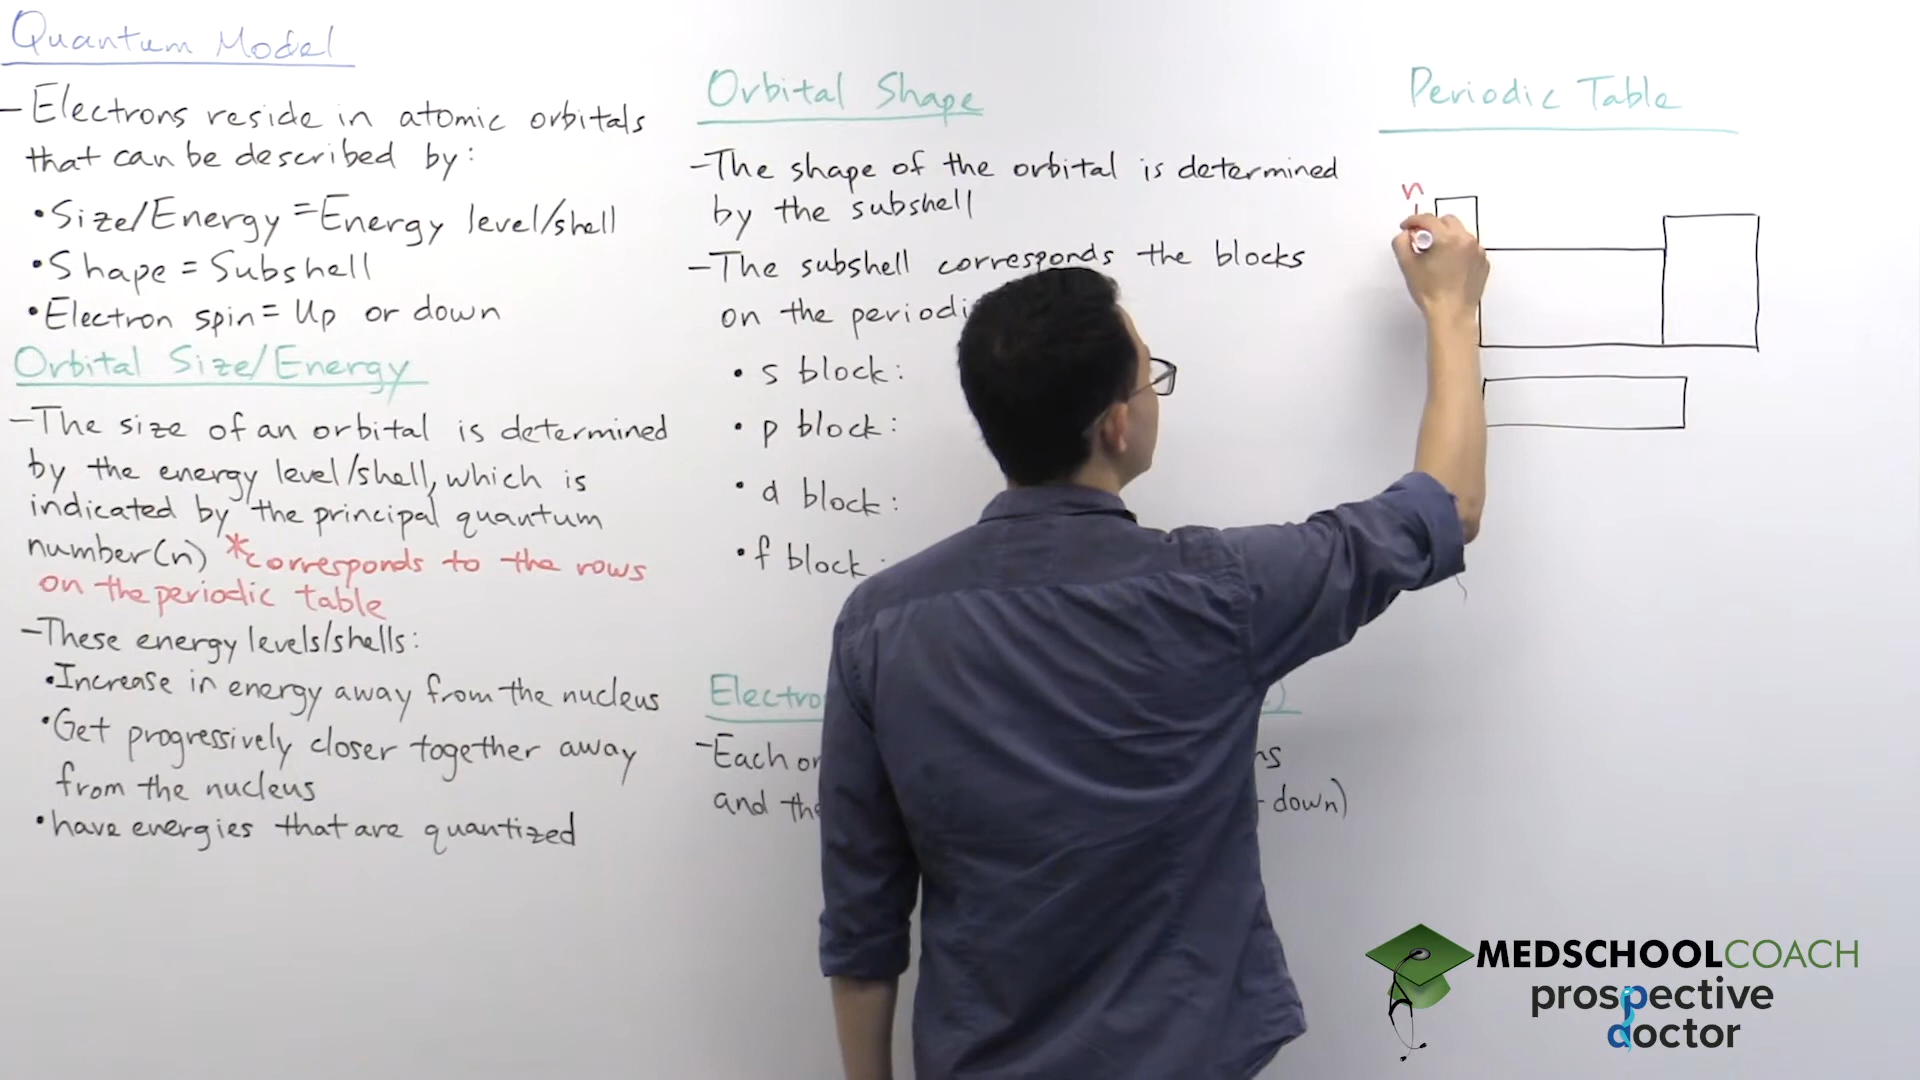 Quantum Model
- Electrons reside in atomic orbitals
that can be described by:
• Size/Energy = Energy level/shell
• Shape = Subshell
• Electron spin = Up or down
Orbital Size/Energy
- The size of an orbital is determined
by the energy level/shell, which is
indicated by the principal quantum
number (n) *corresponds to the rows
on the periodic table
- These energy levels/shells:
• Increase in energy away from the nucleus
• Get progressively closer together away
from the nucleus
• have energies that are quantized
Orbital Shape
- The shape of the orbital is determined
by the subshell
- The subshell corresponds the blocks
on the periodi
• s block:
• p block:
• d block:
• f block:
Electro
- Each or
and the down)
Periodic Table
n
MEDSCHOOLCOACH
prospective
doctor